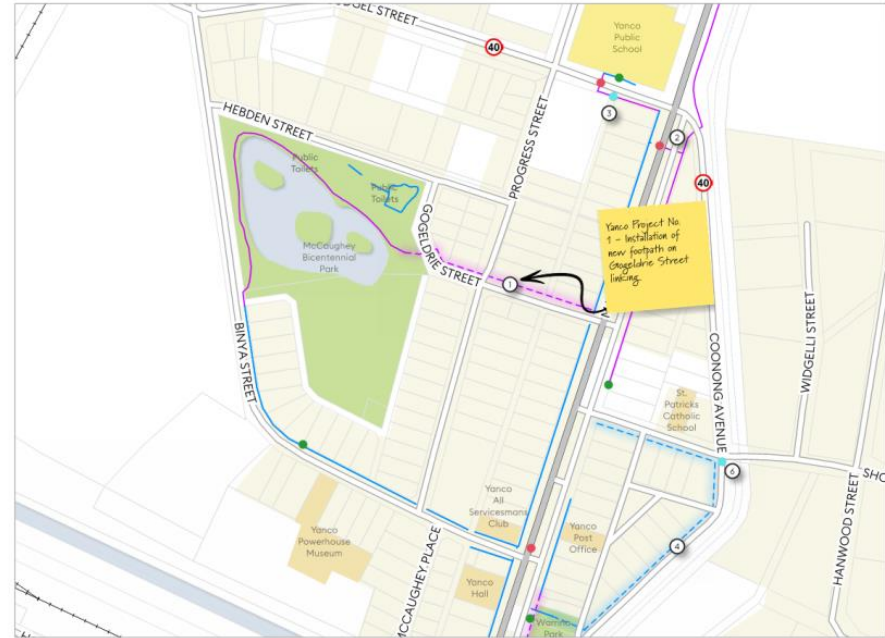 DGEL STREET
40
Yanco
Public
School
3
2
HEBDEN STREET
PROGRESS STREET
Public
Toilets
Public
Toilets
40
GOGELDRIE STREET
McCaughey
Bicentennial
Park
1
Yanco Project No.
1 – Installation of
new footpath on
Gogeldrie Street
linking
BINYA STREET
COONONG AVENUE
WIDGELLI STREET
St.
Patricks
Catholic
School
6
SHO
HANWOOD STREET
Yanco
All
Servicesmans
Club
Yanco
Powerhouse
Museum
Yanco
Post
Office
4
MCCAUGHEY PLACE
Yanco
Hall
Park